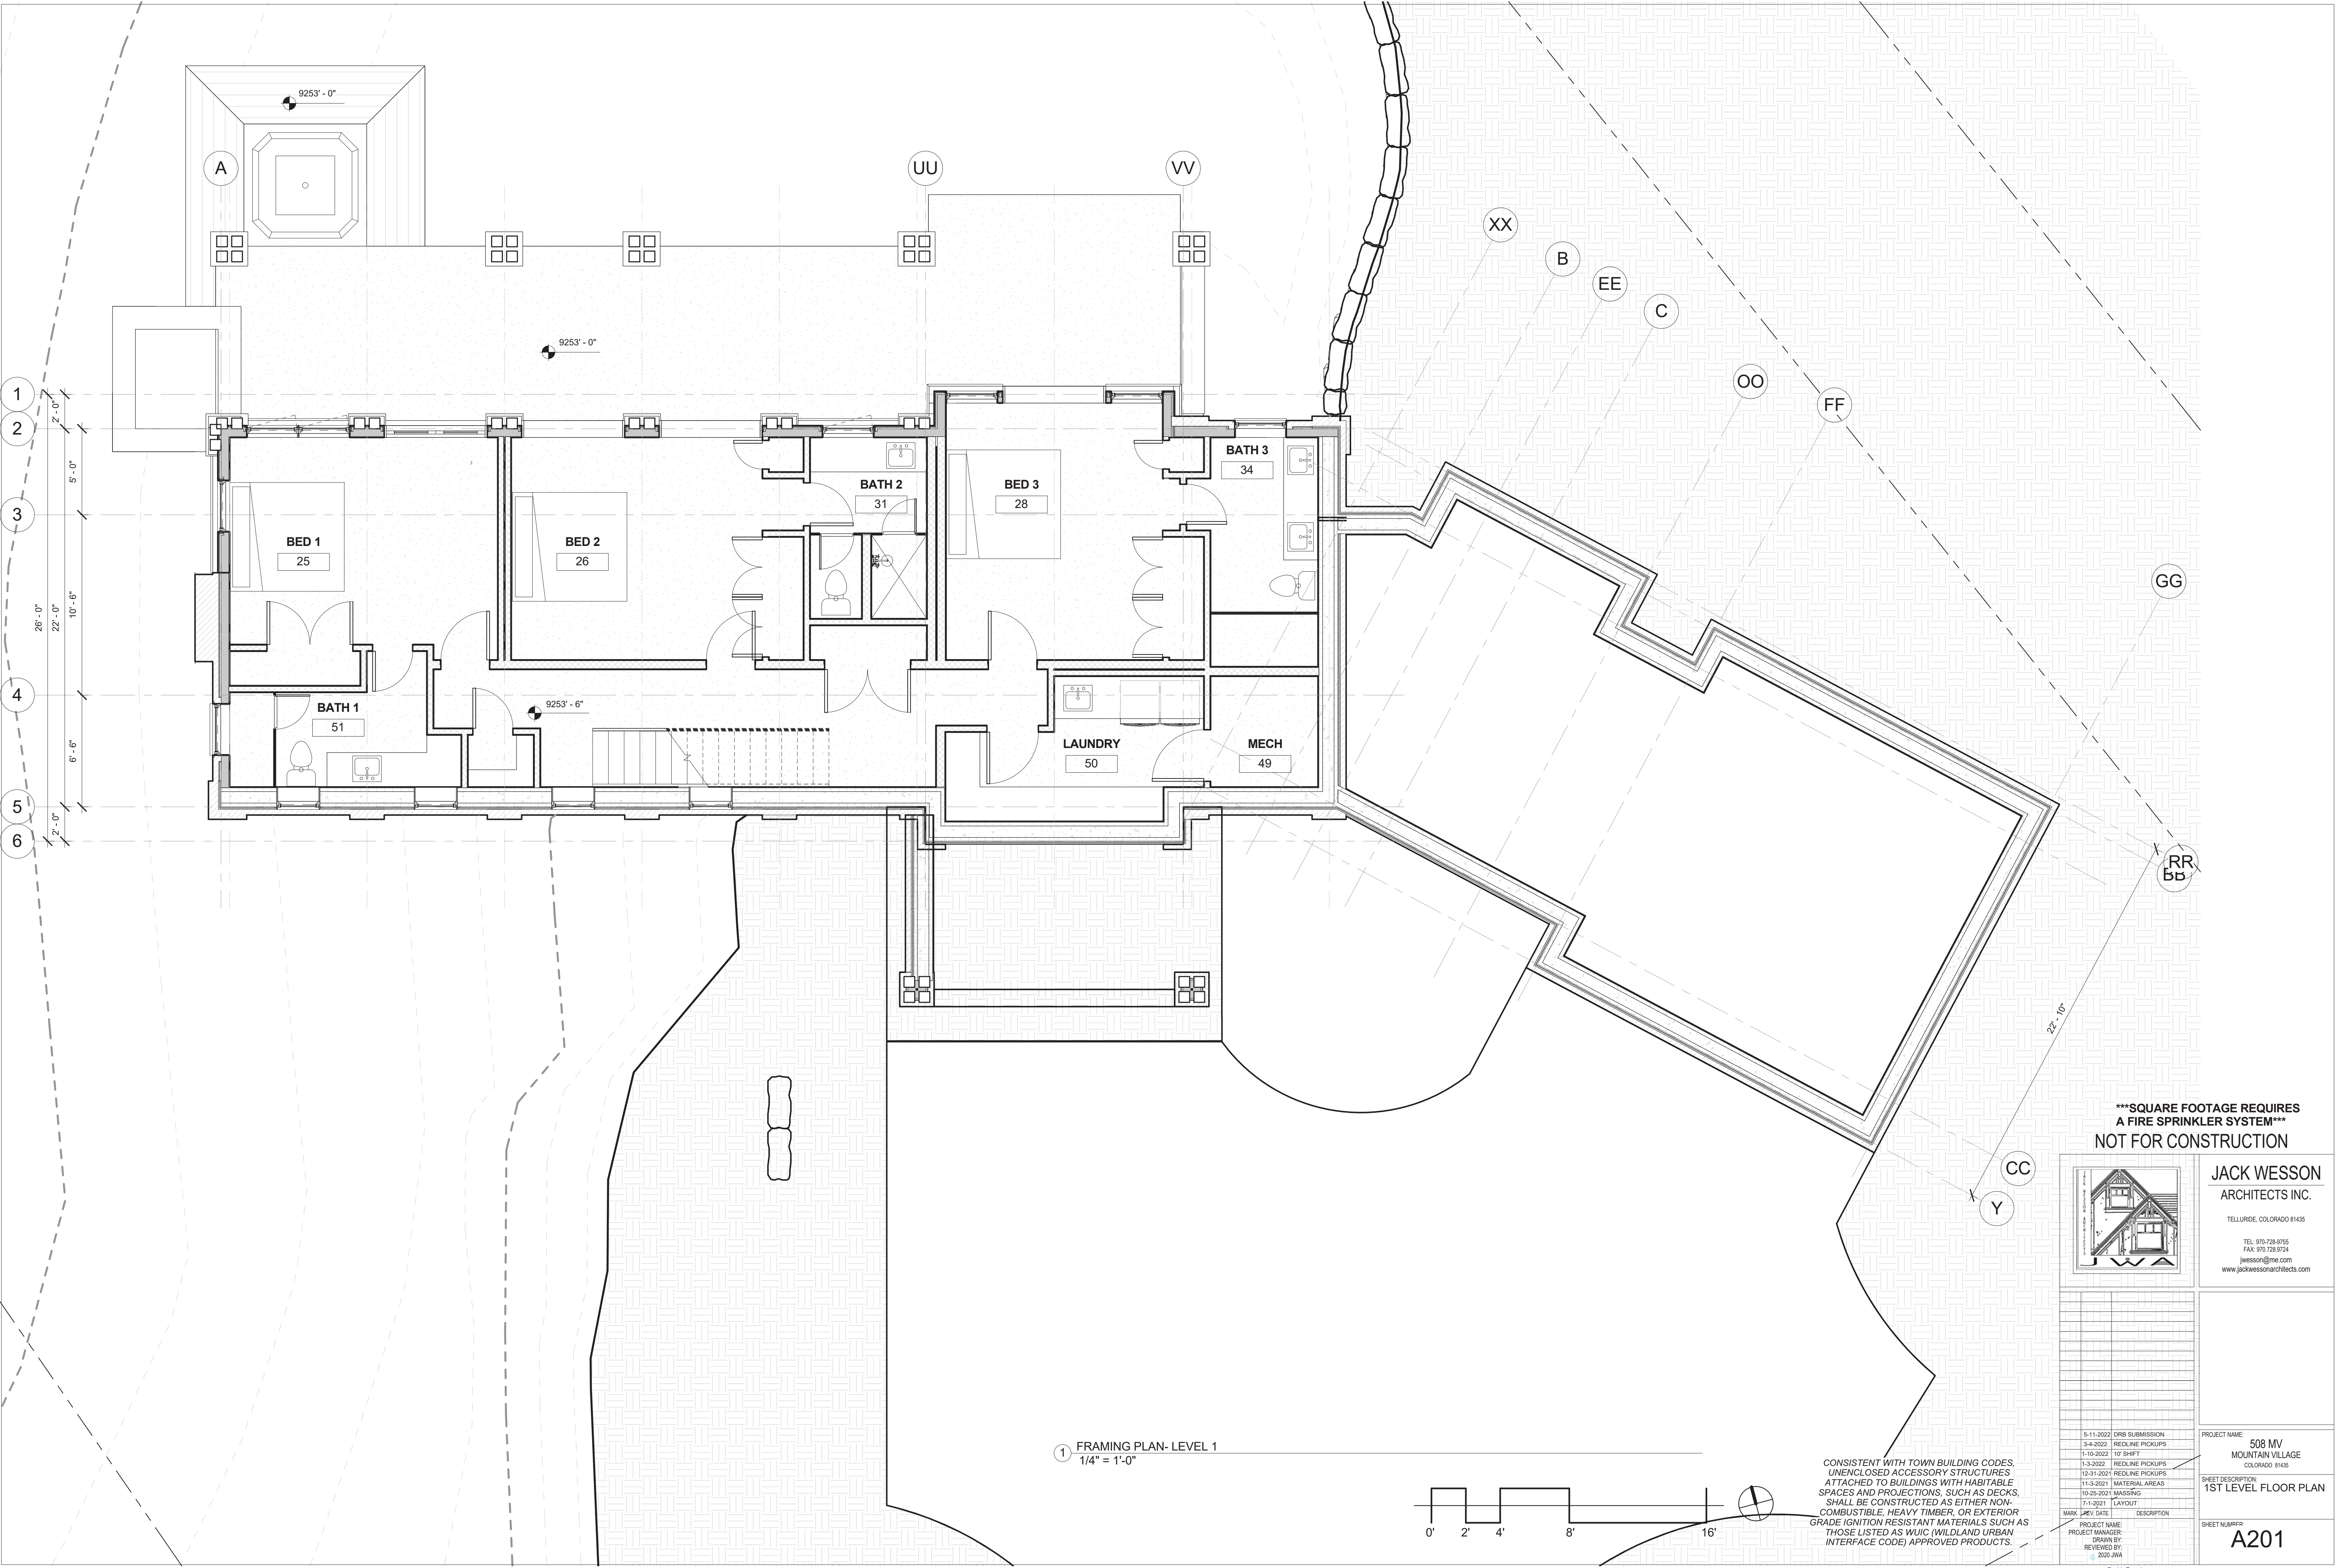 9253' - 0"
A
UU
VV
XX
B
EE
C
OO
FF
GG
RR
BB
CC
Y
9253' - 0"
1
2
3
4
5
6
2' - 0"
5' - 0"
10' - 6"
6' - 6"
22' - 0"
26' - 0"
2' - 0"
22' - 10"
BED 1
25
BED 2
26
BATH 2
31
BED 3
28
BATH 3
34
BATH 1
51
9253' - 6"
LAUNDRY
50
MECH
49
1
FRAMING PLAN- LEVEL 1
1/4" = 1'-0"
0' 2' 4' 8' 16'
CONSISTENT WITH TOWN BUILDING CODES,
UNENCLOSED ACCESSORY STRUCTURES
ATTACHED TO BUILDINGS WITH HABITABLE
SPACES AND PROJECTIONS, SUCH AS DECKS,
SHALL BE CONSTRUCTED AS EITHER NON-
COMBUSTIBLE, HEAVY TIMBER, OR EXTERIOR
GRADE IGNITION RESISTANT MATERIALS SUCH AS
THOSE LISTED AS WUIC (WILDLAND URBAN
INTERFACE CODE) APPROVED PRODUCTS.
***SQUARE FOOTAGE REQUIRES
A FIRE SPRINKLER SYSTEM***
NOT FOR CONSTRUCTION
JACK WESSON ARCHITECTS
JWA
JACK WESSON
ARCHITECTS INC.
TELLURIDE, COLORADO 81435
TEL: 970-728-9755
FAX: 970.728.9724
jwesson@me.com
www.jackwessonarchitects.com
5-11-2022 DRB SUBMISSION
3-4-2022 REDLINE PICKUPS
1-10-2022 10' SHIFT
1-3-2022 REDLINE PICKUPS
12-31-2021 REDLINE PICKUPS
11-3-2021 MATERIAL AREAS
10-25-2021 MASSING
7-1-2021 LAYOUT
MARK REV. DATE DESCRIPTION
PROJECT NAME:
PROJECT MANAGER:
DRAWN BY:
REVIEWED BY:
2020 JWA
PROJECT NAME:
508 MV
MOUNTAIN VILLAGE
COLORADO 81435
SHEET DESCRIPTION:
1ST LEVEL FLOOR PLAN
SHEET NUMBER:
A201